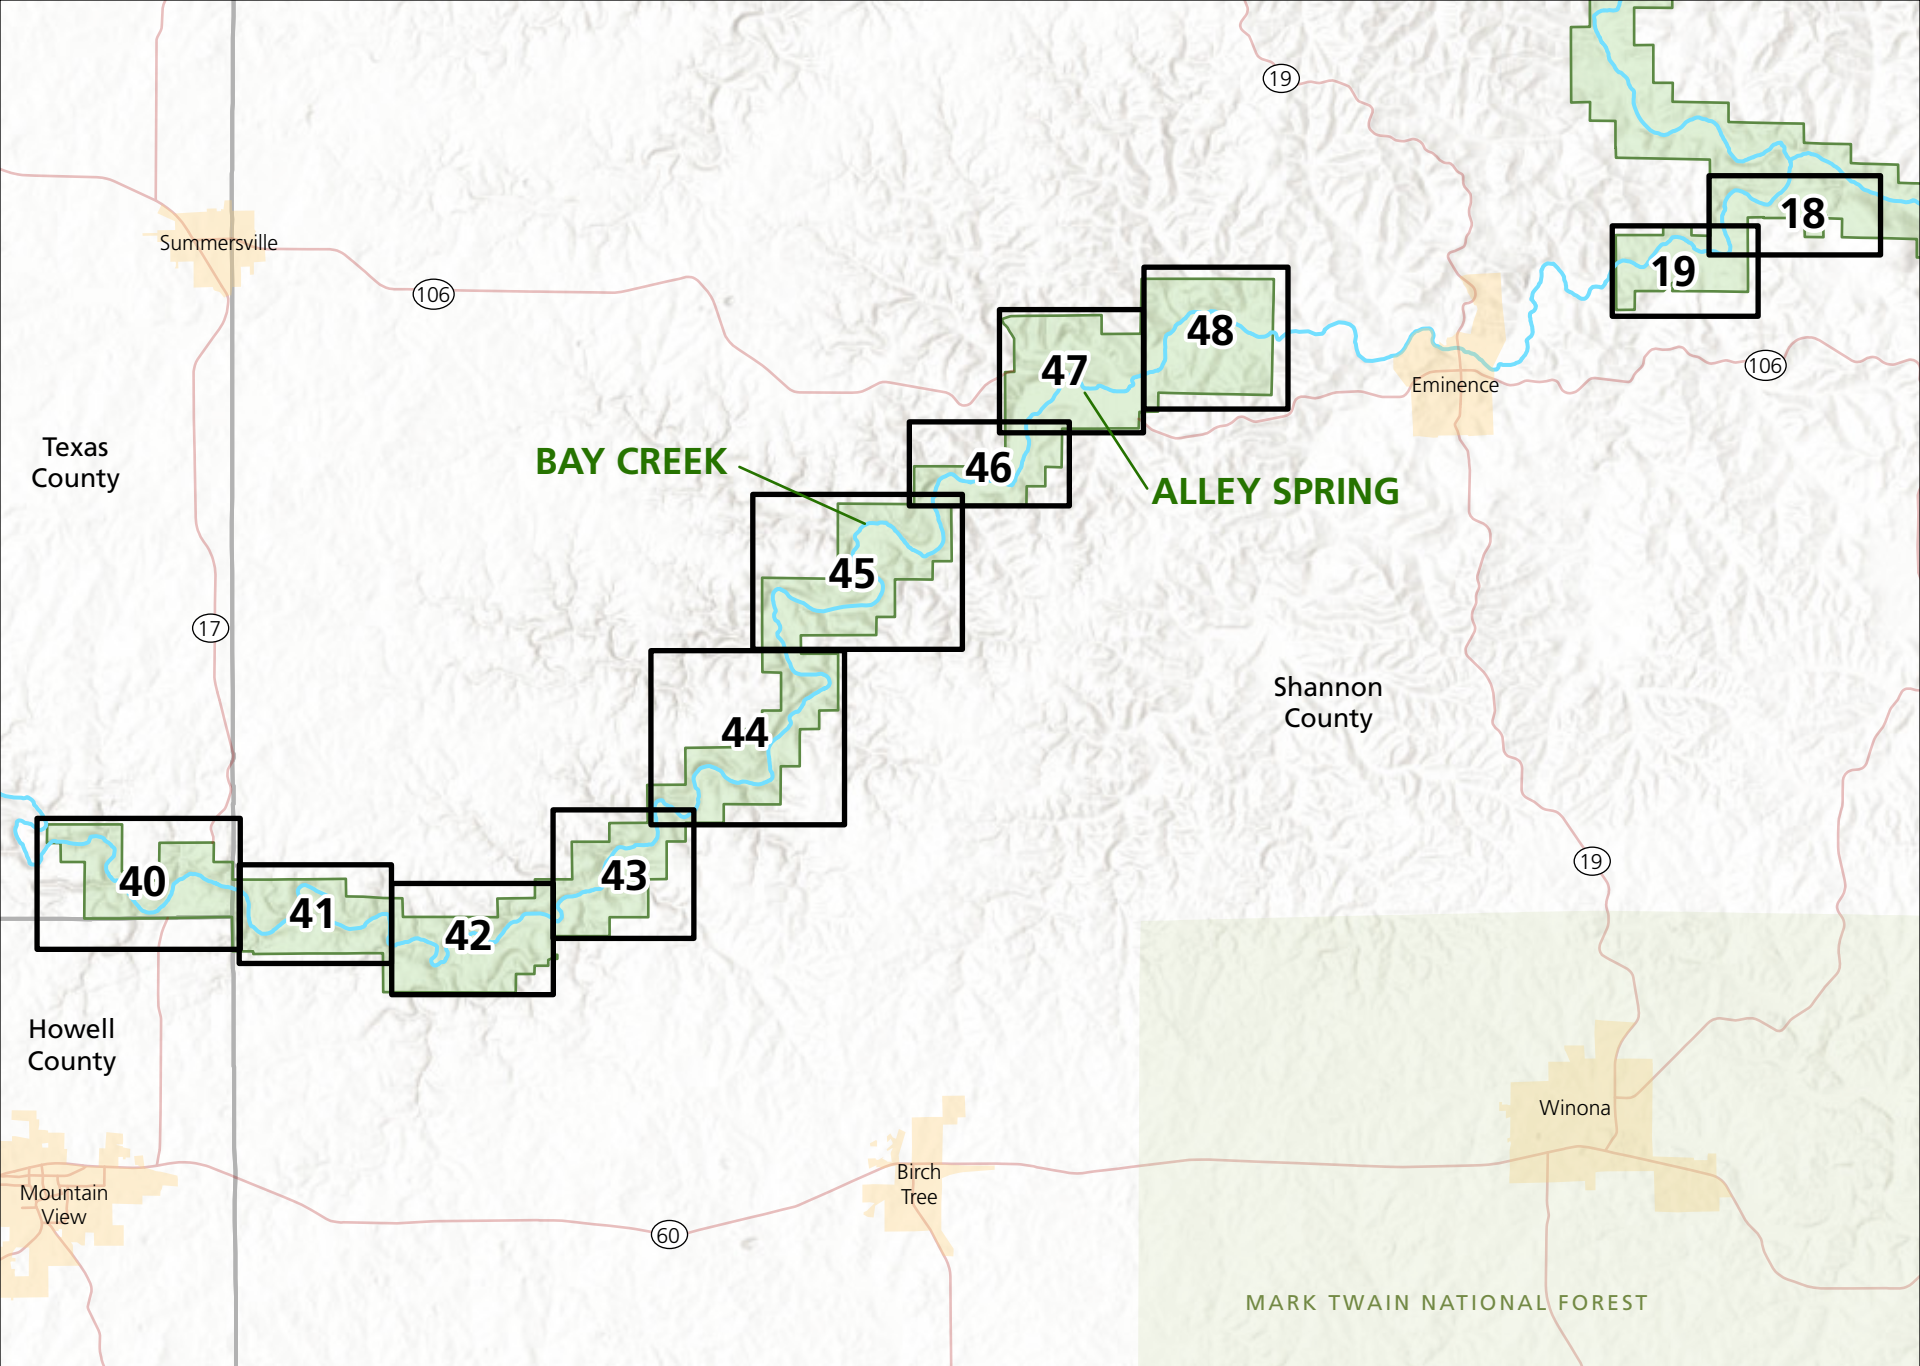 19
18
Summersville
19
106
48
47
106
Eminence
Texas
County
BAY CREEK
46
ALLEY SPRING
45
17
Shannon
County
44
19
43
40
41
42
Howell
County
Winona
Birch
Tree
Mountain
View
60
MARK TWAIN NATIONAL FOREST